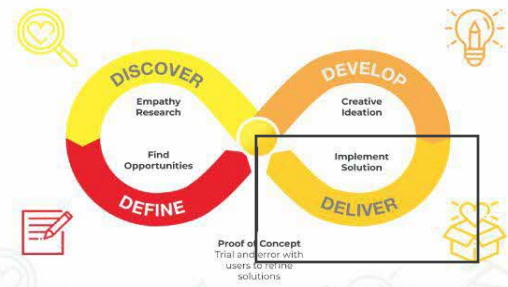 DISCOVER
Empathy
Research
Find
Opportunities
DEFINE
DEVELOP
Creative
Ideation
Implement
Solution
DELIVER
Proof of Concept
Trial and error with
users to refine
solutions